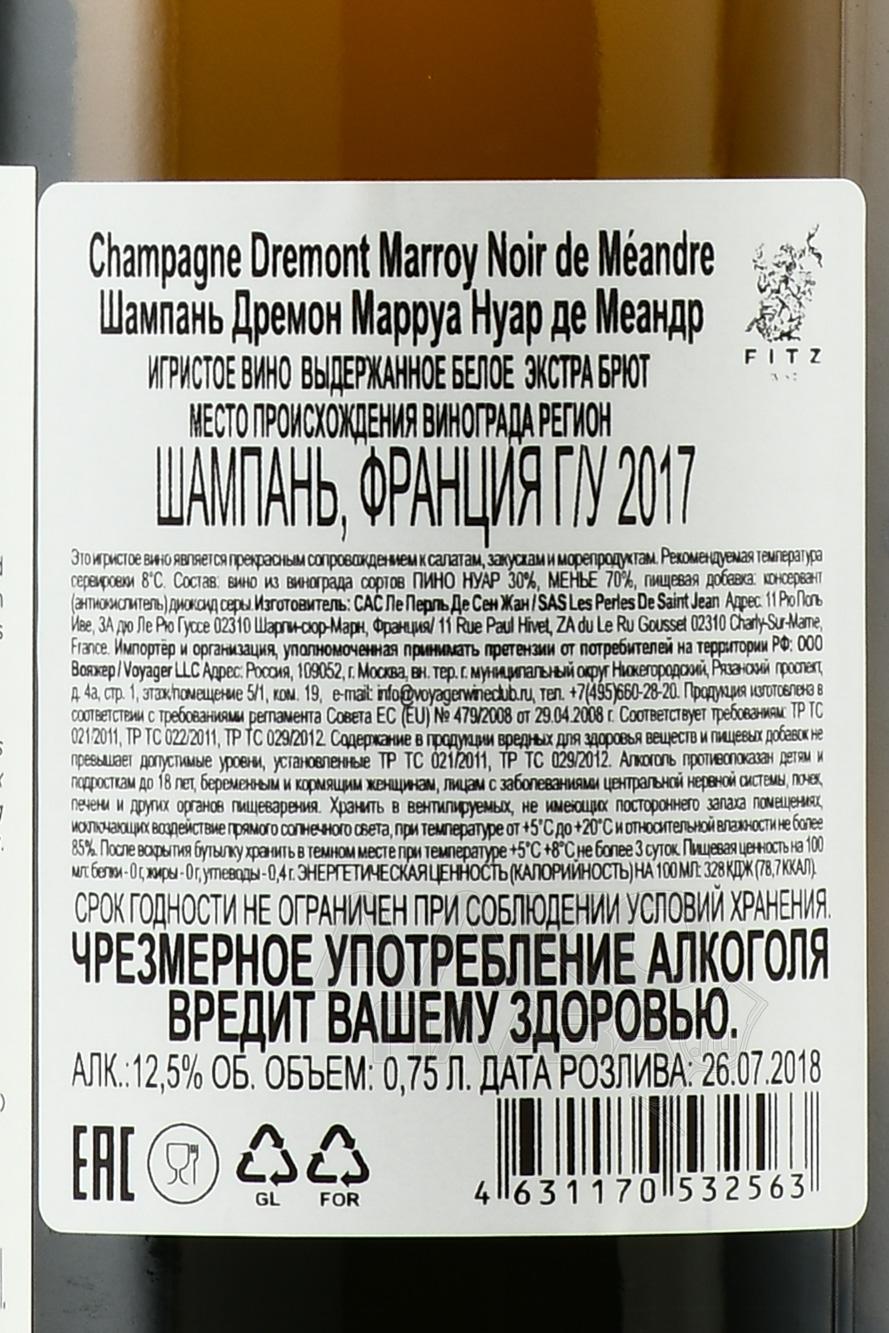 Champagne Dremont Marroy Noir de Méandre
Шампань Дремон Марруа Нуар де Меандр
FITZ
ИГРИСТОЕ ВИНО ВЫДЕРЖАННОЕ БЕЛОЕ ЭКСТРА БРЮТ
МЕСТО ПРОИСХОЖДЕНИЯ ВИНОГРАДА РЕГИОН
ШАМПАНЬ, ФРАНЦИЯ Г/У 2017
Это игристое вино является прекрасным сопровождением к салатам, закускам и морепродуктам. Рекомендуемая температура
сервировки 8°С. Состав: вино из винограда сортов ПИНО НУАР 30%, МЕНЬЕ 70%, пищевая добавка: консервант
(антиокислитель) диоксид серы. Изготовитель: САС Ле Перль Де Сен Жан / SAS Les Perles De Saint Jean Адрес: 11 Рю Поль
Иве, ЗА дю Ле Рю Гуссе 02310 Шарли-сюр-Марн, Франция/ 11 Rue Paul Hivet, ZA du Le Ru Gousset 02310 Charly-Sur-Marne,
France. Импортер и организация, уполномоченная принимать претензии от потребителей на территории РФ: ООО
Вояжер / Voyager LLC Адрес: Россия, 109052, г. Москва, вн. тер. г. муниципальный округ Нижегородский, Рязанский проспект,
д. 4а, стр. 1, этаж/помещение 5/1, ком. 19, e-mail: info@voyagerwineclub.ru, тел. +7(495)660-28-20. Продукция изготовлена в
соответствии с требованиями регламента Совета ЕС (EU) № 479/2008 от 29.04.2008 г. Соответствует требованиям: ТР ТС
021/2011, ТР ТС 022/2011, ТР ТС 029/2012. Содержание в продукции вредных для здоровья веществ и пищевых добавок не
превышает допустимые уровни, установленные ТР ТС 021/2011, ТР ТС 029/2012. Алкоголь противопоказан детям и
подросткам до 18 лет, беременным и кормящим женщинам, лицам с заболеваниями центральной нервной системы, почек,
печени и других органов пищеварения. Хранить в вентилируемых, не имеющих постороннего запаха помещениях,
исключающих воздействие прямого солнечного света, при температуре от +5°С до +20°С и относительной влажности не более
85%. После вскрытия бутылку хранить в темном месте при температуре +5°С +8°С не более 3 суток. Пищевая ценность на 100
мл: белки - 0 г, жиры - 0 г, углеводы - 0,4 г. ЭНЕРГЕТИЧЕСКАЯ ЦЕННОСТЬ (КАЛОРИЙНОСТЬ) НА 100 МЛ: 328 КДЖ (78,7 ККАЛ).
СРОК ГОДНОСТИ НЕ ОГРАНИЧЕН ПРИ СОБЛЮДЕНИИ УСЛОВИЙ ХРАНЕНИЯ.
ЧРЕЗМЕРНОЕ УПОТРЕБЛЕНИЕ АЛКОГОЛЯ
ВРЕДИТ ВАШЕМУ ЗДОРОВЬЮ.
АЛК.: 12,5% ОБ. ОБЪЕМ: 0,75 Л. ДАТА РОЗЛИВА: 26.07.2018
EAC
GL FOR
4 631170 532563